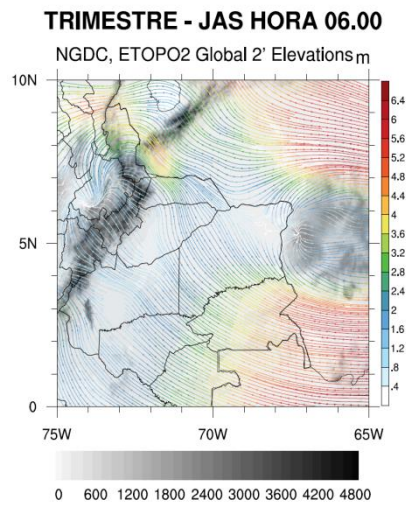 TRIMESTRE - JAS HORA 06.00
NGDC, ETOPO2 Global 2' Elevations m
10N
5N
0
75W 70W 65W
6.4
6
5.6
5.2
4.8
4.4
4
3.6
3.2
2.8
2.4
2
1.6
1.2
.8
.4
0 600 1200 1800 2400 3000 3600 4200 4800